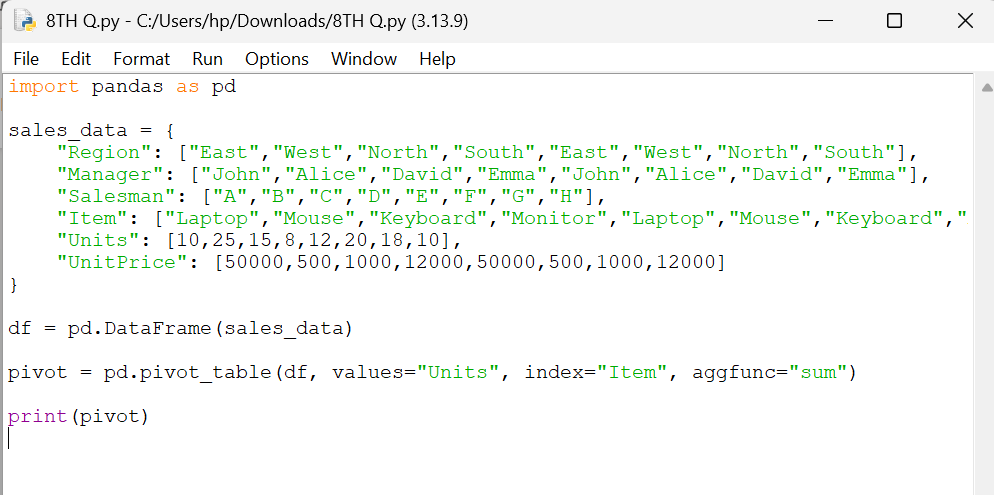 8TH Q.py - C:/Users/hp/Downloads/8TH Q.py (3.13.9)
File Edit Format Run Options Window Help
import pandas as pd
sales_data = {
    "Region": ["East","West","North","South","East","West","North","South"],
    "Manager": ["John","Alice","David","Emma","John","Alice","David","Emma"],
    "Salesman": ["A","B","C","D","E","F","G","H"],
    "Item": ["Laptop","Mouse","Keyboard","Monitor","Laptop","Mouse","Keyboard","
    "Units": [10,25,15,8,12,20,18,10],
    "UnitPrice": [50000,500,1000,12000,50000,500,1000,12000]
}
df = pd.DataFrame(sales_data)
pivot = pd.pivot_table(df, values="Units", index="Item", aggfunc="sum")
print(pivot)